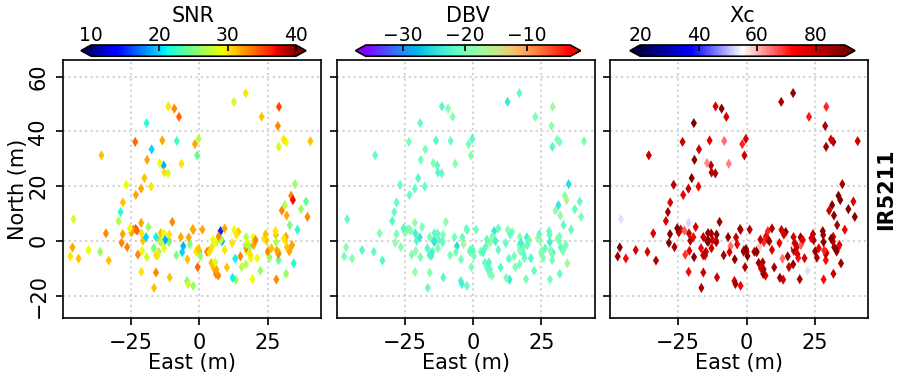 SNR DBV Xc
10 20 30 40 −30 −20 −10 20 40 60 80
60
40
20
0
−20
North (m)
IR5211
−25 0 25 −25 0 25 −25 0 25
East (m) East (m) East (m)